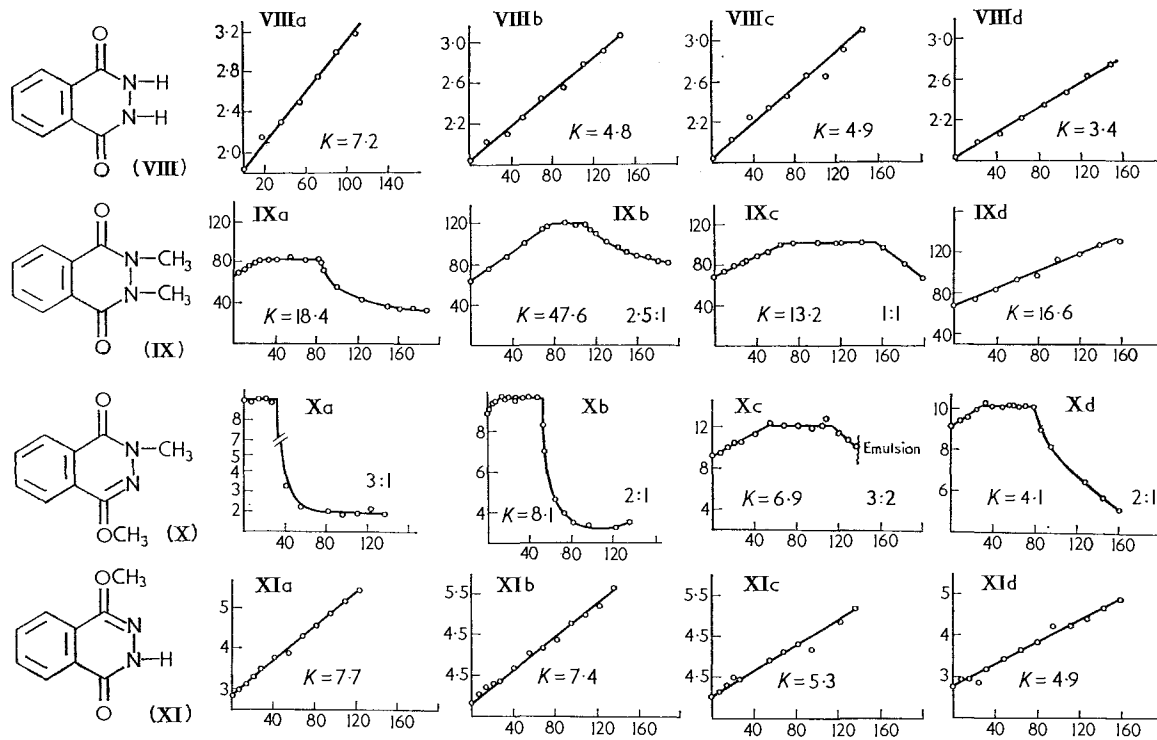 VIIIa VIIIb VIIIc VIIId
O
N—H
N—H
O
(VIII)
3·2
2·8
2·4
2·0
K=7·2
20 60 100 140
3·0
2·6
2·2
K=4·8
40 80 120 160
3·0
2·6
2·2
K=4·9
40 80 120 160
3·0
2·6
2·2
K=3·4
40 80 120 160
IXa IXb IXc IXd
O
N—CH3
N—CH3
O
(IX)
120
80
40
K=18·4
40 80 120 160
120
80
40
K=47·6 2·5:1
40 80 120 160
120
80
40
K=13·2 1:1
40 80 120 160
120
80
30
K=16·6
40 80 120 160
Xa Xb Xc Xd
O
N—CH3
N
OCH3
(X)
8
7
5
4
3
2
3:1
40 80 120
8
6
4
K=8·1 2:1
40 80 120
12
8
4
Emulsion
K=6·9 3:2
40 80 120 160
10
8
6
K=4·1 2:1
40 80 120 160
XIa XIb XIc XId
OCH3
N
N—H
O
(XI)
5
4
3
K=7·7
40 80 120 160
5·5
4·5
4·5
K=7·4
40 80 120 160
5·5
4·5
4·5
K=5·3
40 80 120 160
5
4
3
2
K=4·9
40 80 120 160